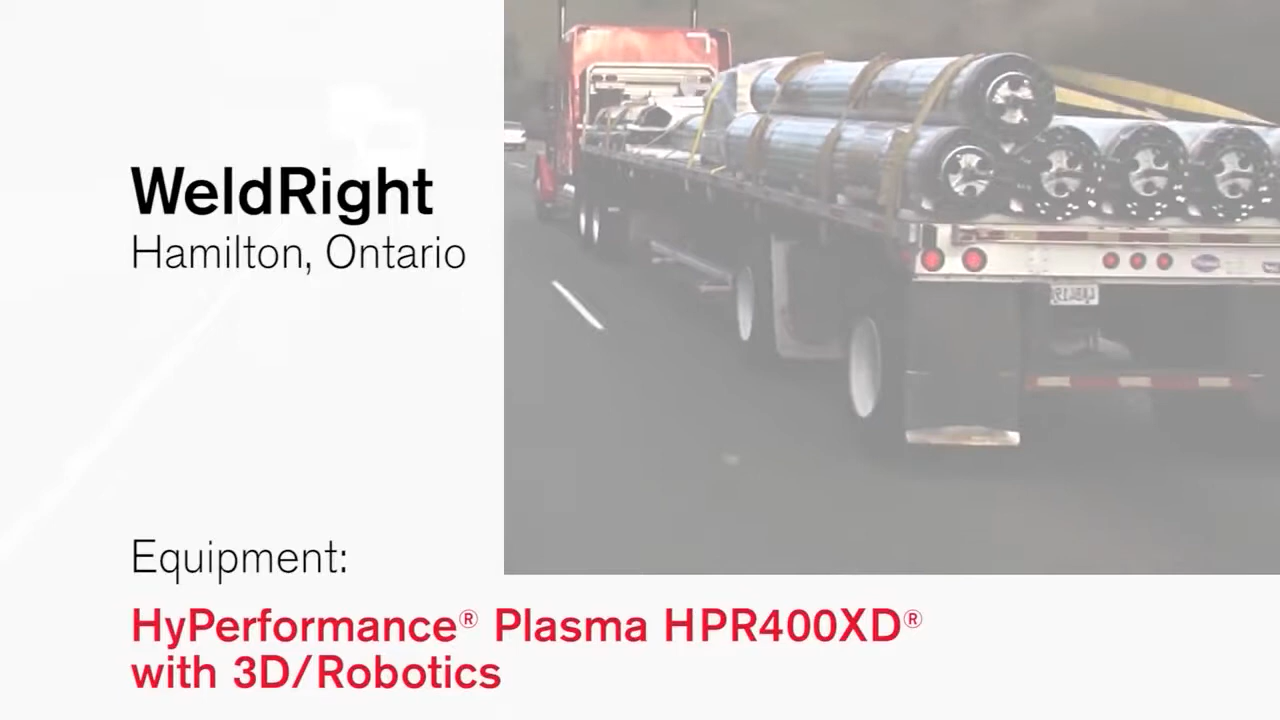 WeldRight
Hamilton, Ontario
Equipment:
HyPerformance® Plasma HPR400XD®
with 3D/Robotics